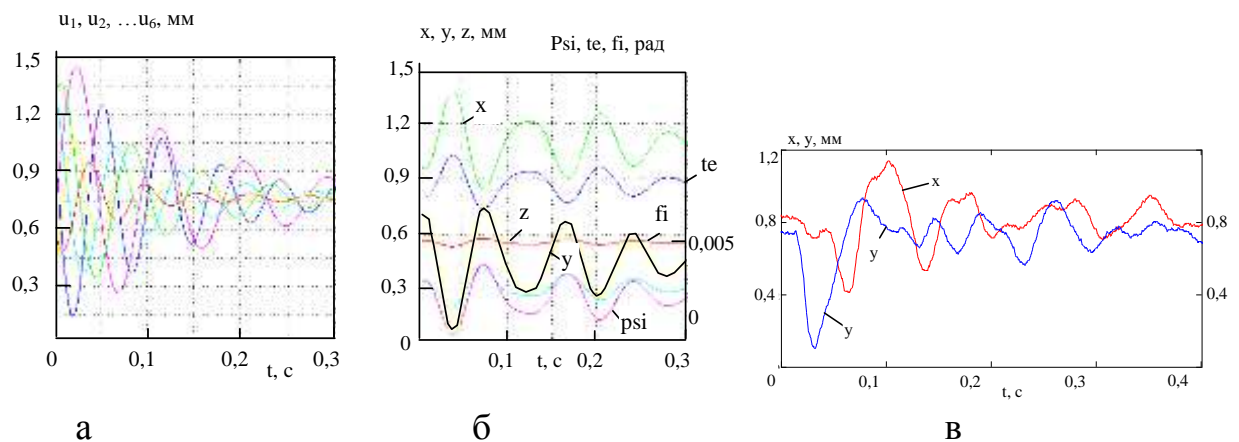 u₁, u₂, …u₆, мм
1,5
1,2
0,9
0,6
0,3
0
0,1
0,2
0,3
t, с
а
x, y, z, мм
Psi, te, fi, рад
1,5
1,2
0,9
0,6
0,3
0
x
te
z
fi
0,005
y
psi
0
0,1
0,2
0,3
t, с
б
x, y, мм
1,2
0,8
0,4
x
y
y
0,8
0,4
0
0,1
0,2
0,3
0,4
t, с
в